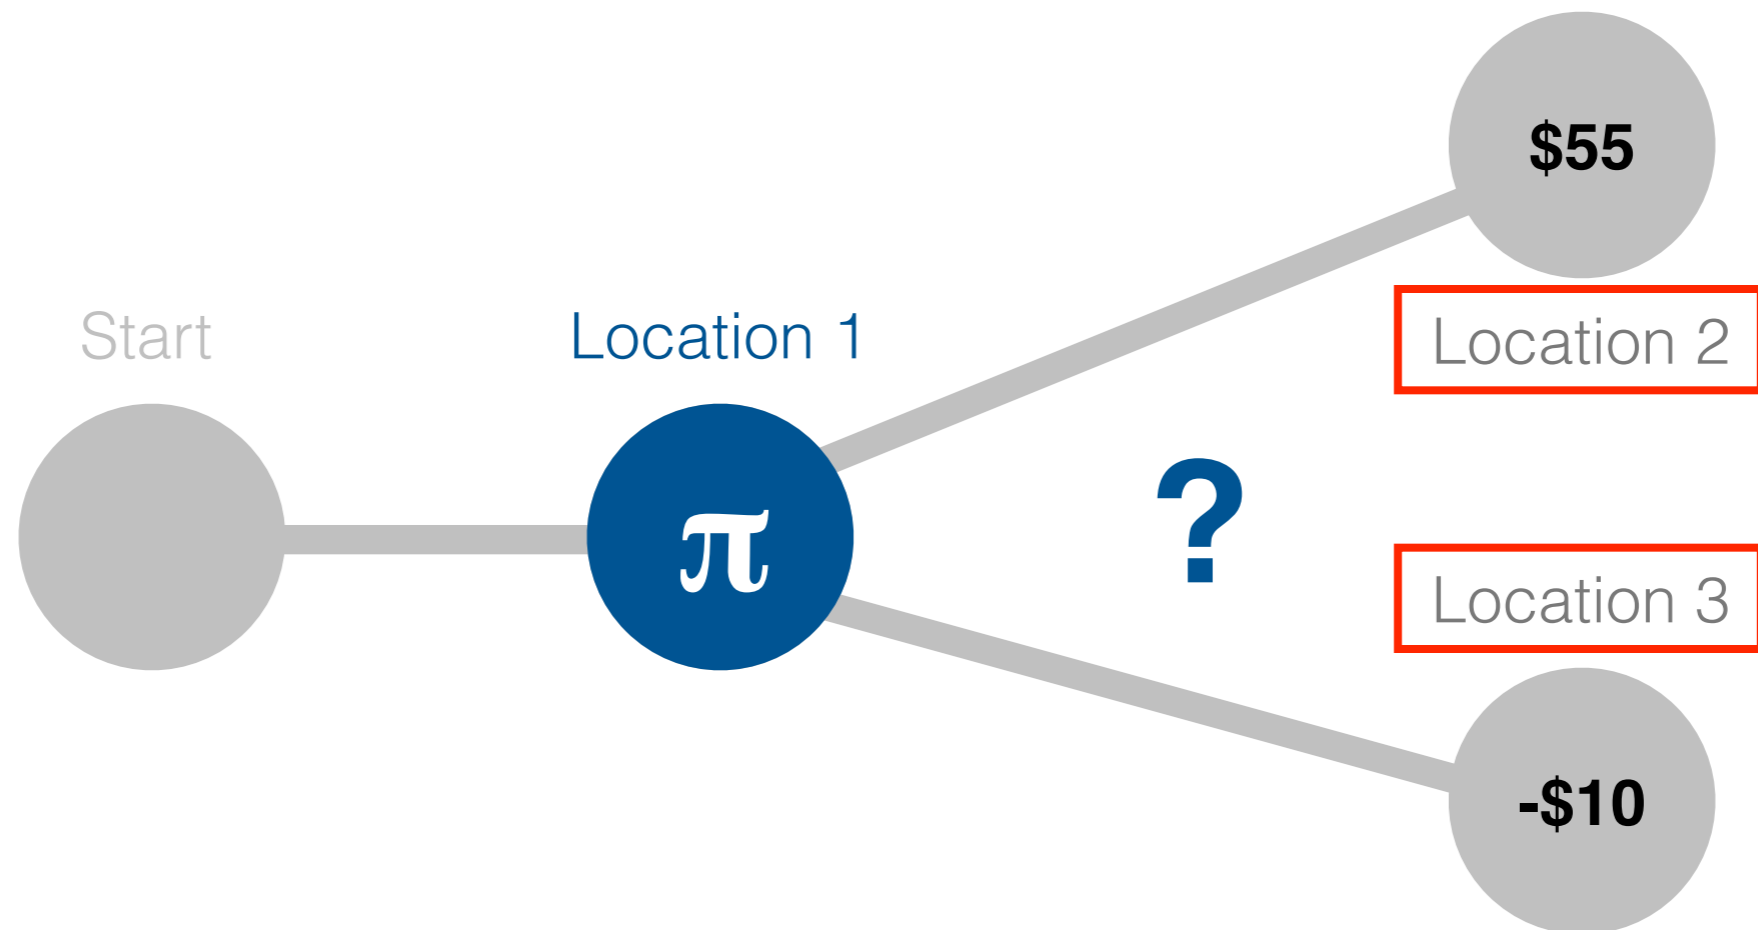 $55
Start
Location 1
Location 2
?
π
Location 3
-$10